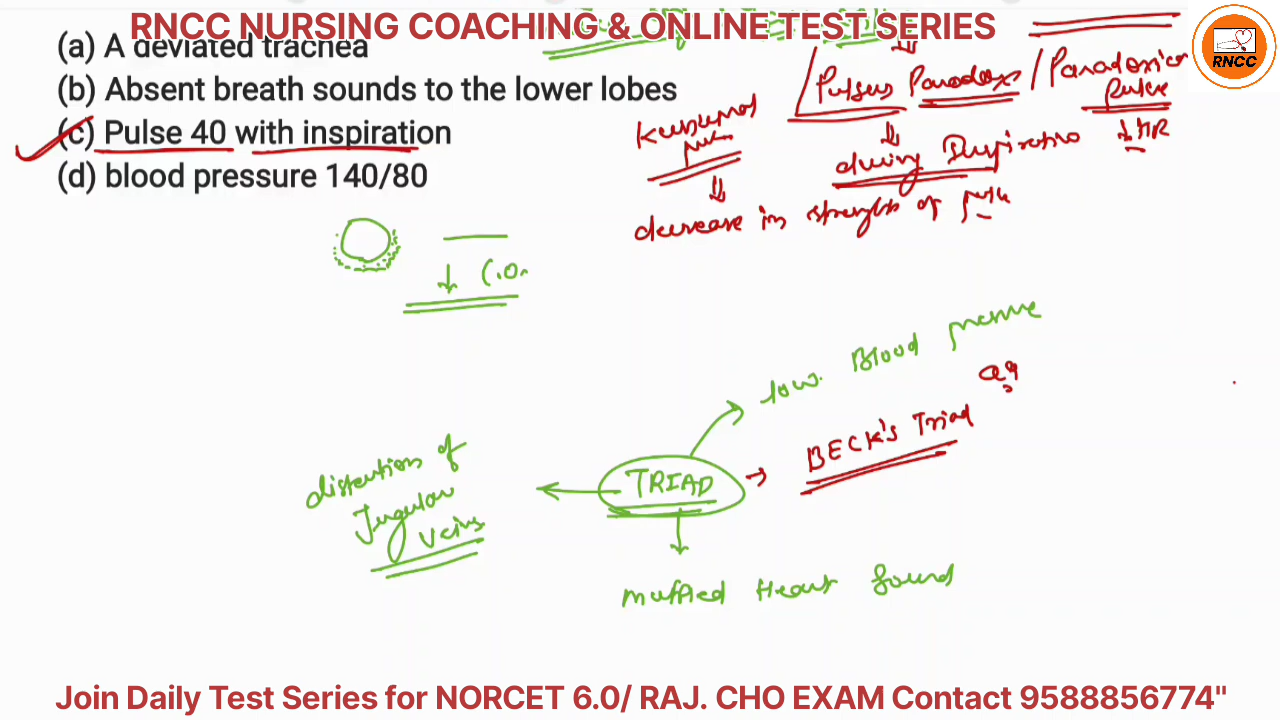 RNCC NURSING COACHING & ONLINE TEST SERIES
RNCC
(a) A deviated trachea
(b) Absent breath sounds to the lower lobes
(c) Pulse 40 with inspiration
(d) blood pressure 140/80
Pulsus Paradoxs / Paradoxical
Pulse
↓ HR
during Inspiration
decrease in strength of pulse
↓ C.O.
low Blood pressure
BECK's Triad
TRIAD
distention of
Jugular
Veins
muffled Heart Sound
Join Daily Test Series for NORCET 6.0/ RAJ. CHO EXAM Contact 9588856774"